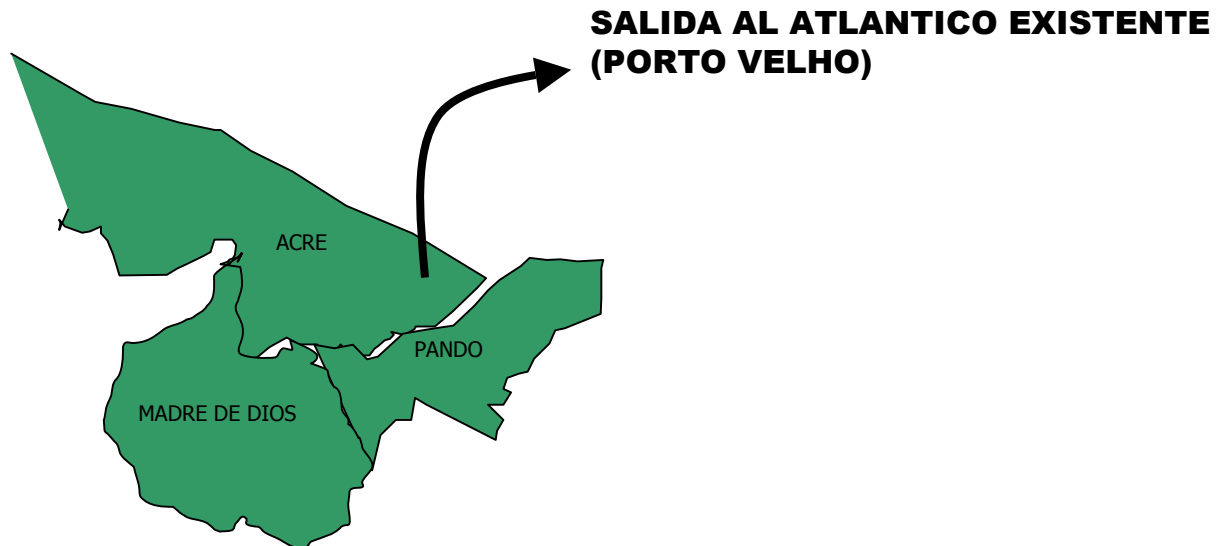 SALIDA AL ATLANTICO EXISTENTE
(PORTO VELHO)
ACRE
PANDO
MADRE DE DIOS